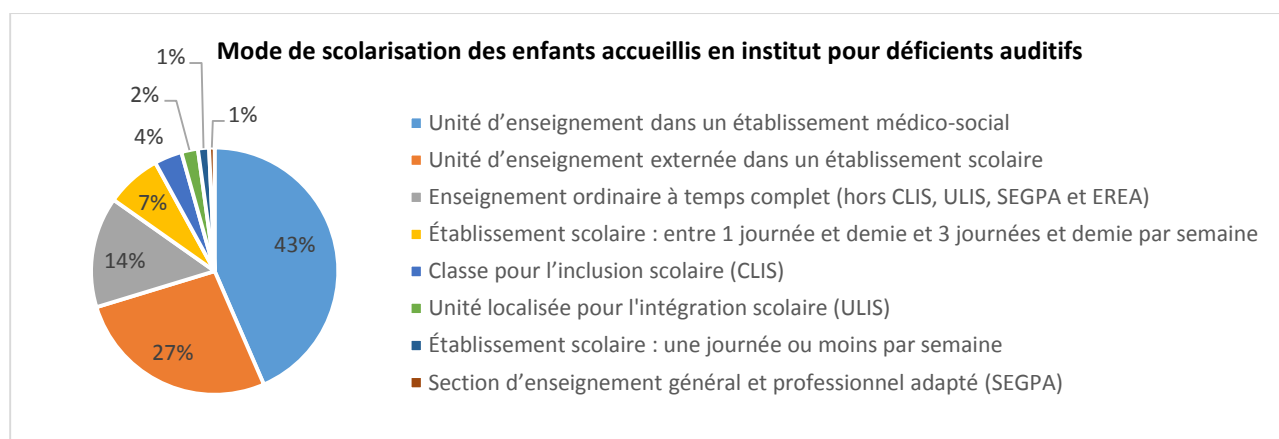 Mode de scolarisation des enfants accueillis en institut pour déficients auditifs
1%
2%
1%
4%
7%
14%
43%
27%
Unité d’enseignement dans un établissement médico-social
Unité d’enseignement externée dans un établissement scolaire
Enseignement ordinaire à temps complet (hors CLIS, ULIS, SEGPA et EREA)
Établissement scolaire : entre 1 journée et demie et 3 journées et demie par semaine
Classe pour l’inclusion scolaire (CLIS)
Unité localisée pour l'intégration scolaire (ULIS)
Établissement scolaire : une journée ou moins par semaine
Section d’enseignement général et professionnel adapté (SEGPA)